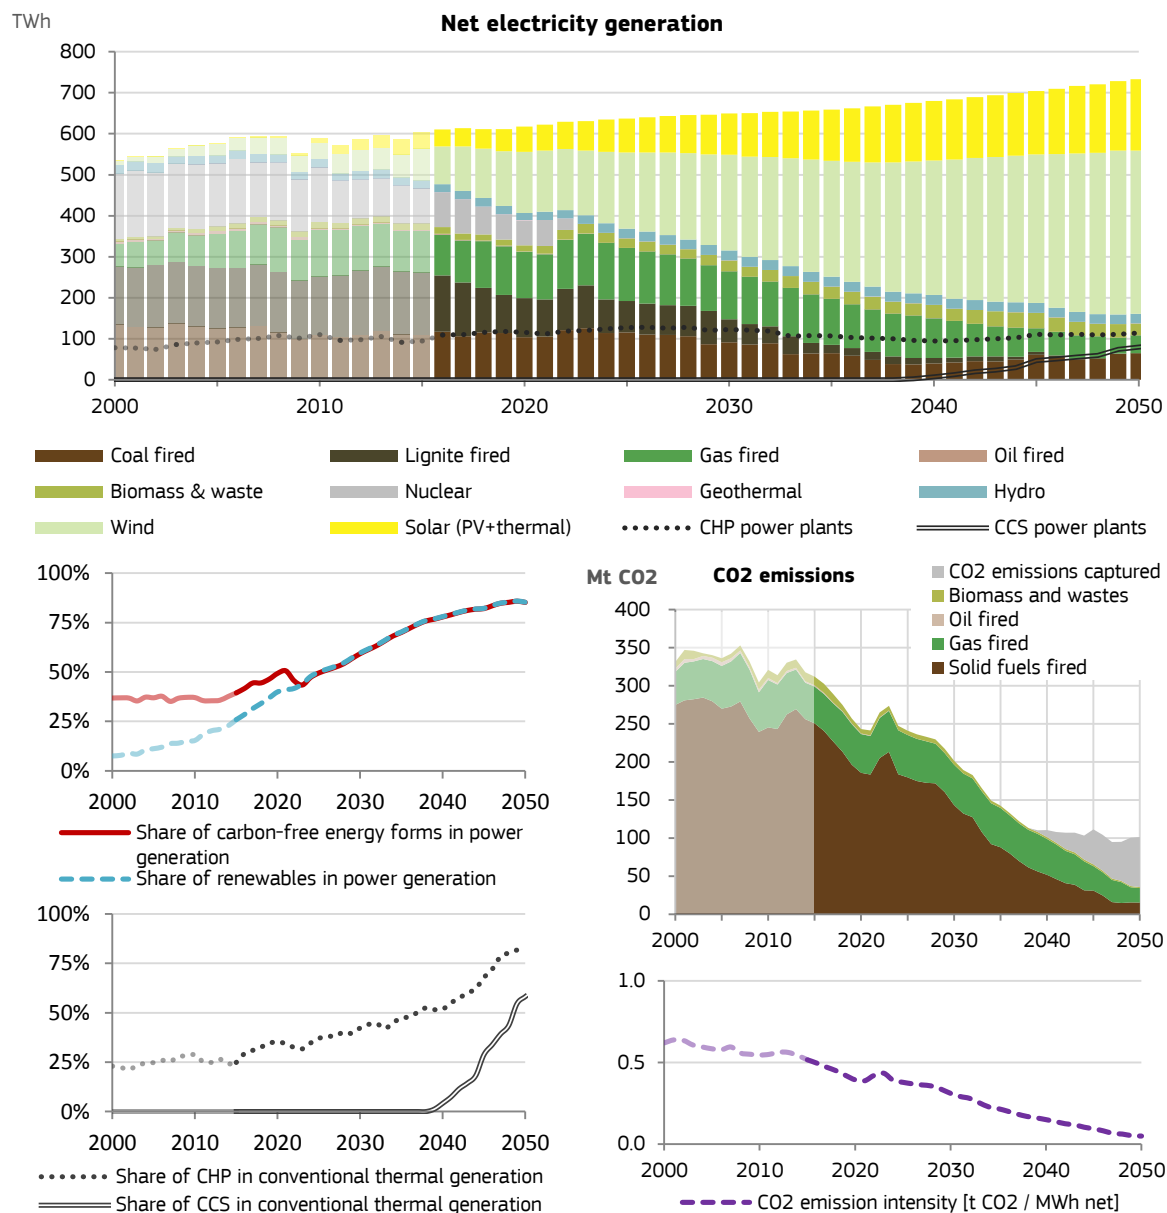 TWh
Net electricity generation
800
700
600
500
400
300
200
100
0
2000 2010 2020 2030 2040 2050
Coal fired Lignite fired Gas fired Oil fired
Biomass & waste Nuclear Geothermal Hydro
Wind Solar (PV+thermal) CHP power plants CCS power plants
100%
75%
50%
25%
0%
2000 2010 2020 2030 2040 2050
Share of carbon-free energy forms in power
generation
Share of renewables in power generation
Mt CO2 CO2 emissions
CO2 emissions captured
Biomass and wastes
Oil fired
Gas fired
Solid fuels fired
400
350
300
250
200
150
100
50
0
2000 2010 2020 2030 2040 2050
100%
75%
50%
25%
0%
2000 2010 2020 2030 2040 2050
Share of CHP in conventional thermal generation
Share of CCS in conventional thermal generation
1.0
0.5
0.0
2000 2010 2020 2030 2040 2050
CO2 emission intensity [t CO2 / MWh net]